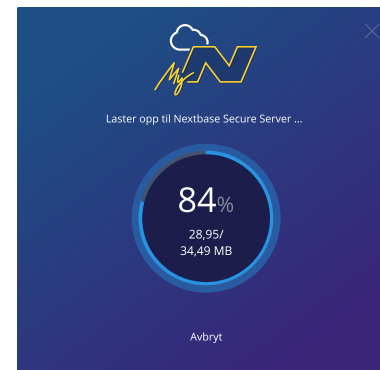 My N
Laster opp til Nextbase Secure Server ...
84%
28,95/
34,49 MB
Avbryt